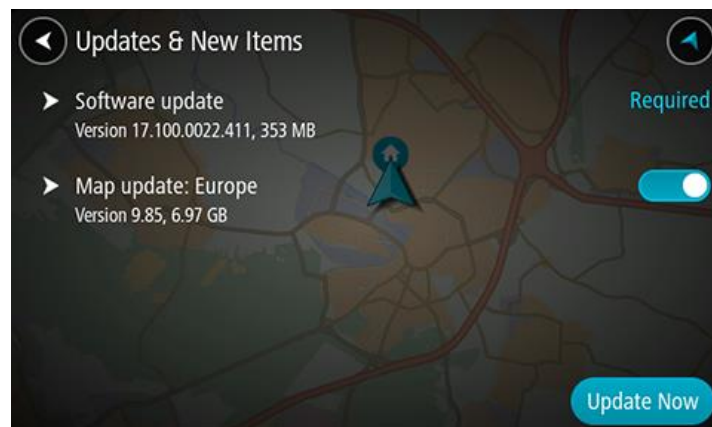 Updates & New Items
Software update
Required
Version 17.100.0022.411, 353 MB
Map update: Europe
Version 9.85, 6.97 GB
Update Now